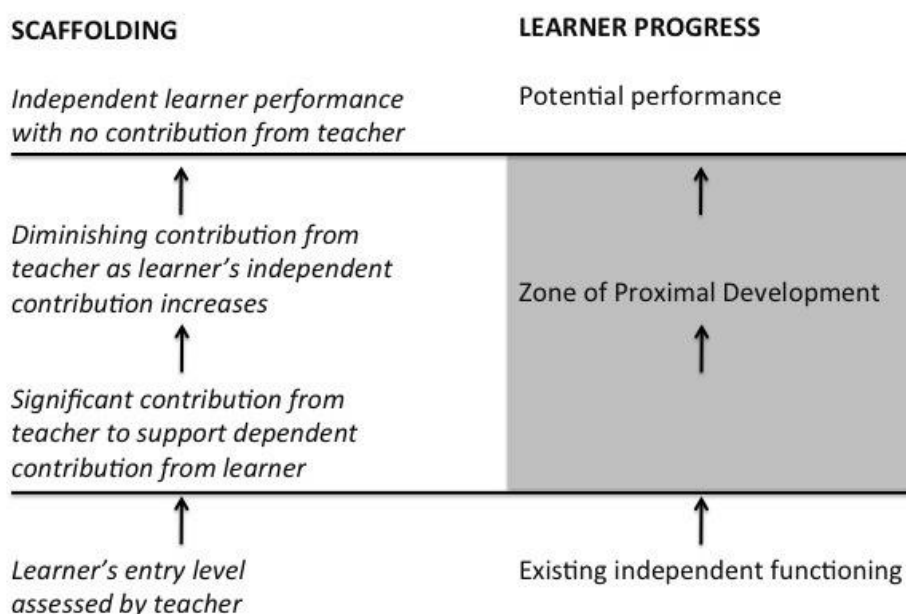 SCAFFOLDING
Independent learner performance
with no contribution from teacher
Diminishing contribution from
teacher as learner's independent
contribution increases
Significant contribution from
teacher to support dependent
contribution from learner
Learner's entry level
assessed by teacher
LEARNER PROGRESS
Potential performance
Zone of Proximal Development
Existing independent functioning